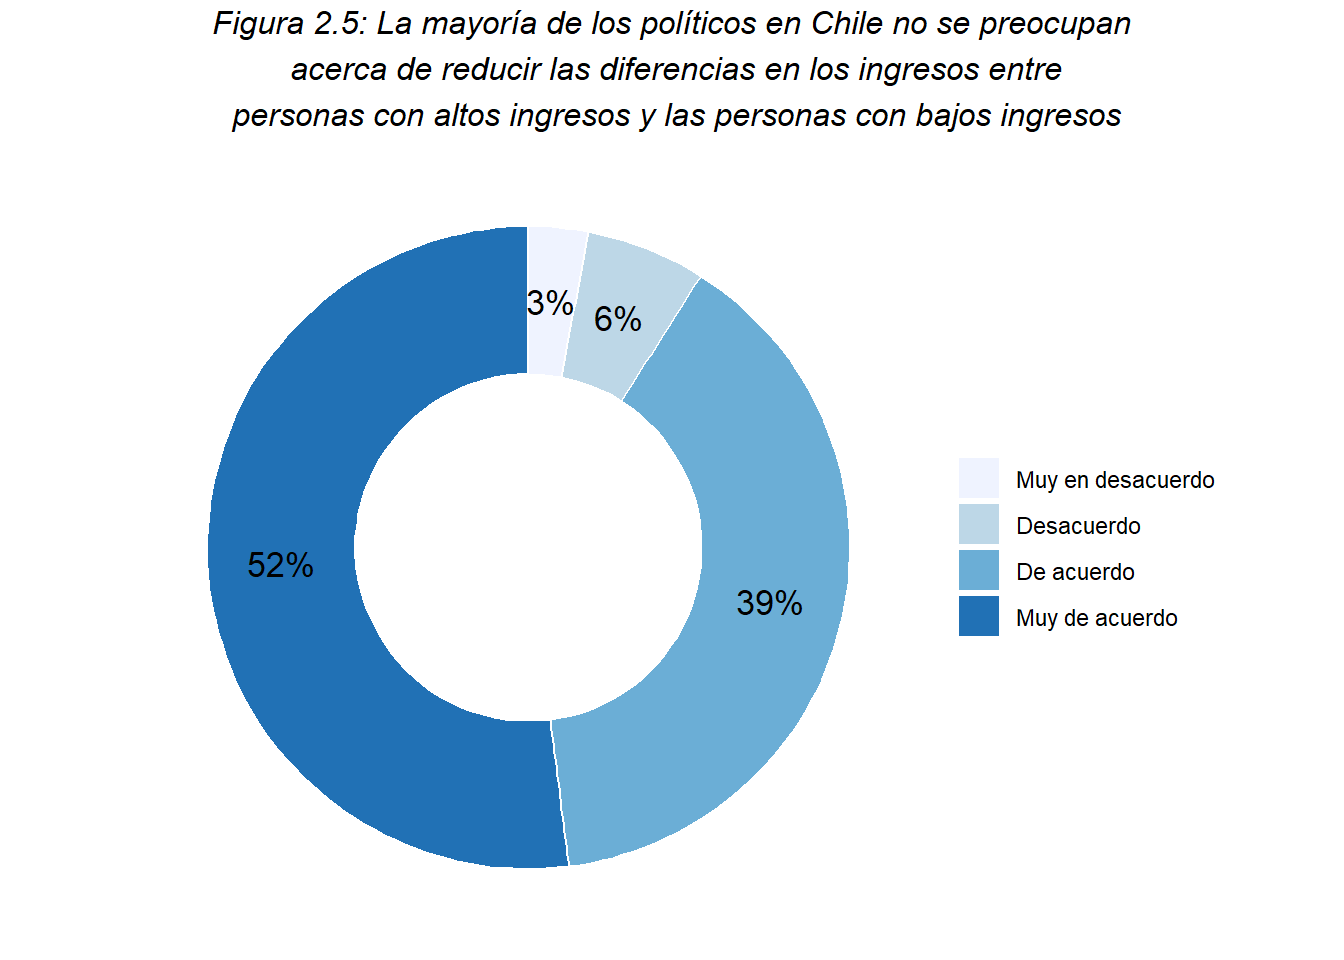 Figura 2.5: La mayoría de los políticos en Chile no se preocupan
acerca de reducir las diferencias en los ingresos entre
personas con altos ingresos y las personas con bajos ingresos
3%
6%
39%
52%
Muy en desacuerdo
Desacuerdo
De acuerdo
Muy de acuerdo